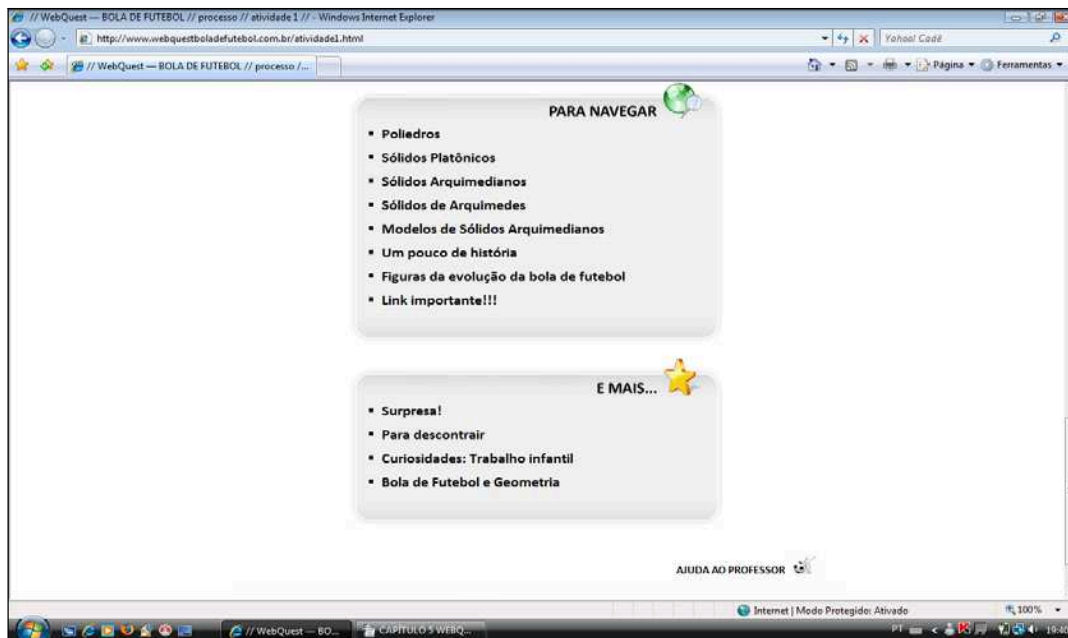 // WebQuest — BOLA DE FUTEBOL // processo // atividade 1 // - Windows Internet Explorer
http://www.webquestboladefutebol.com.br/atividade1.html
Yahoo! Cadê
// WebQuest — BOLA DE FUTEBOL // processo /...
Página
Ferramentas
PARA NAVEGAR
▪ Poliedros
▪ Sólidos Platônicos
▪ Sólidos Arquimedianos
▪ Sólidos de Arquimedes
▪ Modelos de Sólidos Arquimedianos
▪ Um pouco de história
▪ Figuras da evolução da bola de futebol
▪ Link importante!!!
E MAIS...
▪ Surpresa!
▪ Para descontrair
▪ Curiosidades: Trabalho infantil
▪ Bola de Futebol e Geometria
AJUDA AO PROFESSOR
Internet | Modo Protegido: Ativado
100%
// WebQuest — BO...
CAPÍTULO 5 WEBQ...
PT
19:40